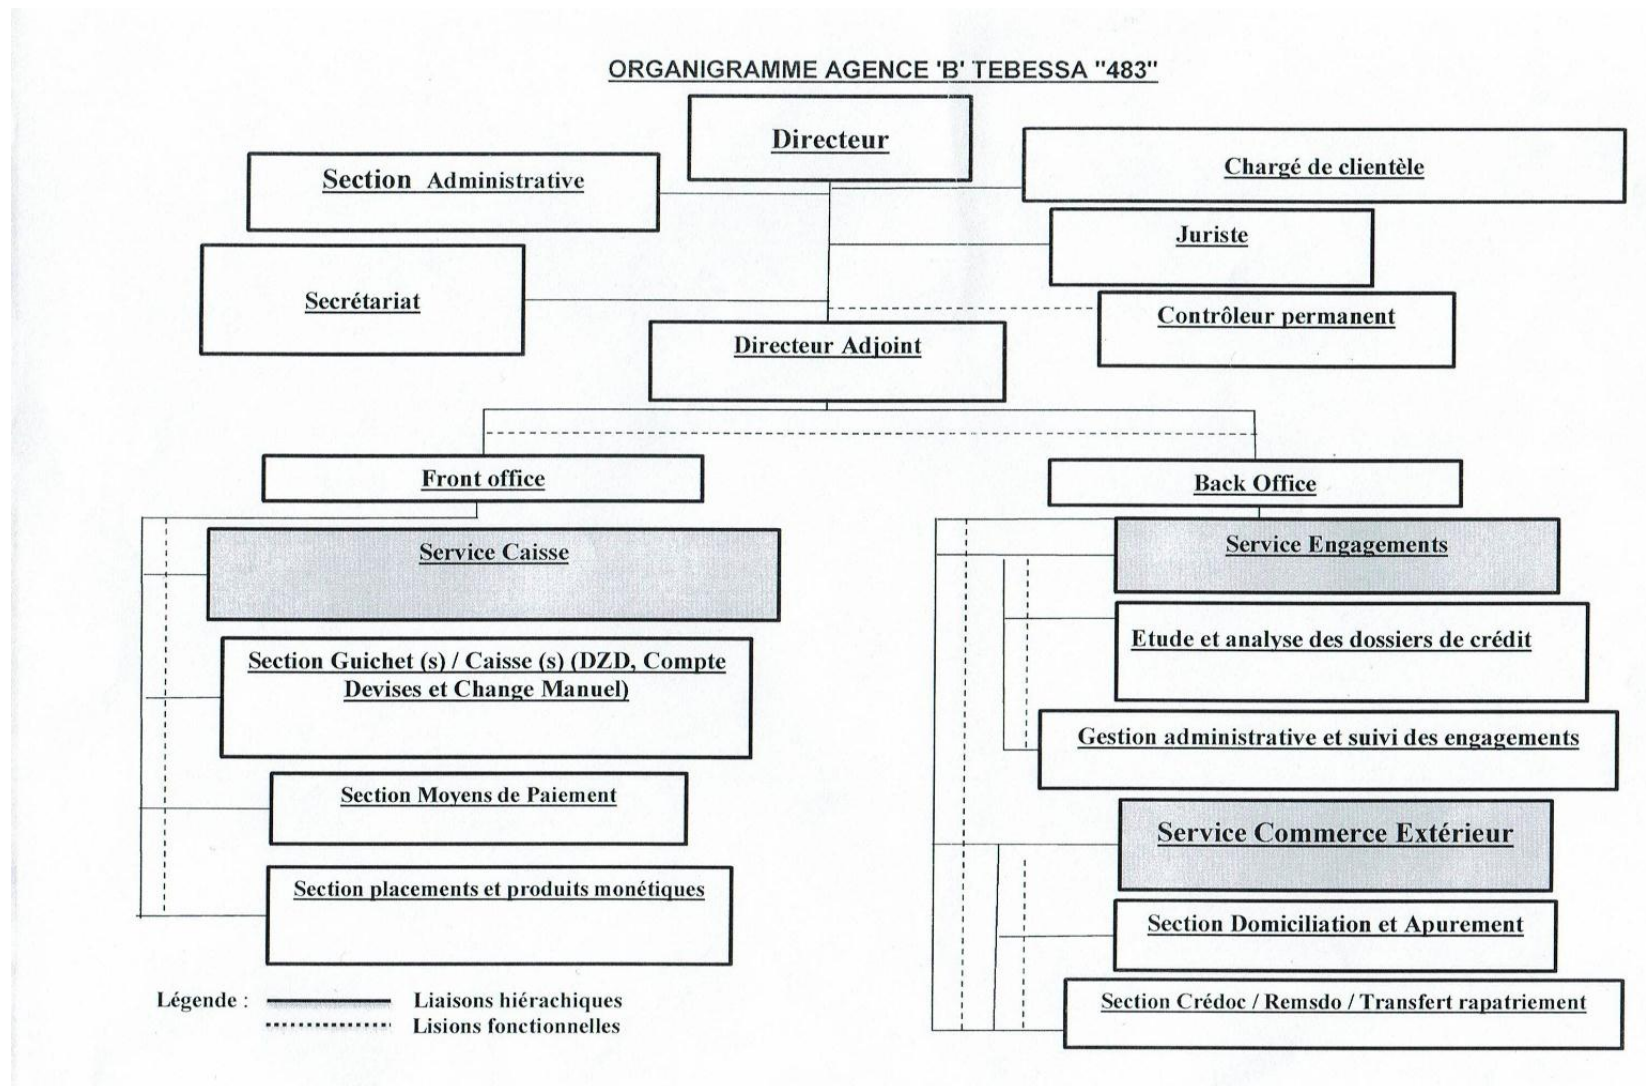 ORGANIGRAMME AGENCE 'B' TEBESSA "483"
Directeur
Section Administrative
Chargé de clientèle
Juriste
Secrétariat
Contrôleur permanent
Directeur Adjoint
Front office
Back Office
Service Caisse
Section Guichet (s) / Caisse (s) (DZD, Compte
Devises et Change Manuel)
Section Moyens de Paiement
Section placements et produits monétiques
Service Engagements
Etude et analyse des dossiers de crédit
Gestion administrative et suivi des engagements
Service Commerce Extérieur
Section Domiciliation et Apurement
Section Crédoc / Remsdo / Transfert rapatriement
Légende :
Liaisons hiérachiques
Lisions fonctionnelles